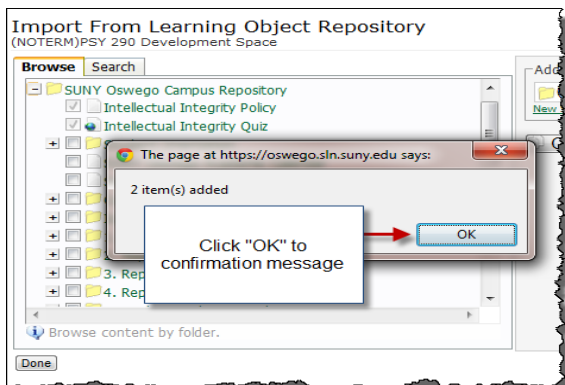 Import From Learning Object Repository
(NOTERM)PSY 290 Development Space
Browse Search
SUNY Oswego Campus Repository
Intellectual Integrity Policy
Intellectual Integrity Quiz
The page at https://oswego.sln.suny.edu says:
2 item(s) added
OK
Click "OK" to
confirmation message
3. Rep
4. Rep
Browse content by folder.
Done
Add
New